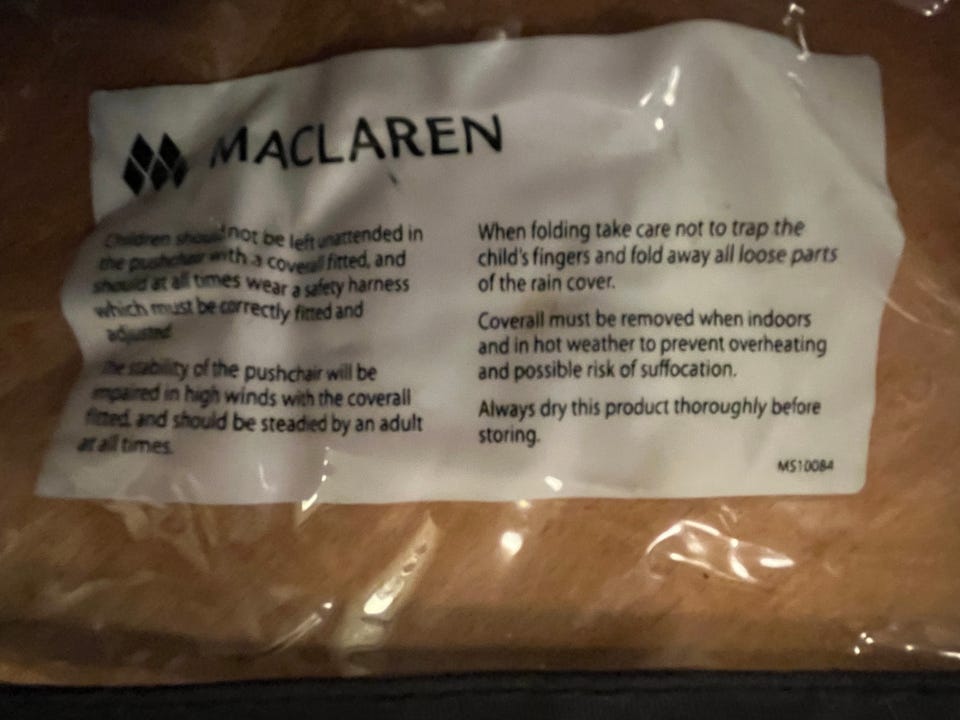 MACLAREN
Children should not be left unattended in
the pushchair with a coverall fitted, and
should at all times wear a safety harness
which must be correctly fitted and
adjusted
The stability of the pushchair will be
impaired in high winds with the coverall
fitted, and should be steadied by an adult
at all times.
When folding take care not to trap the
child's fingers and fold away all loose parts
of the rain cover.
Coverall must be removed when indoors
and in hot weather to prevent overheating
and possible risk of suffocation.
Always dry this product thoroughly before
storing.
MS10084